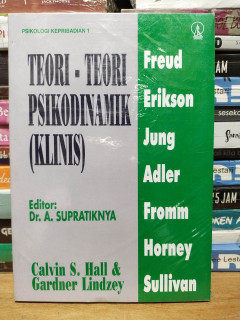 PSIKOLOGI KEPRIBADIAN 1
TEORI - TEORI
PSIKODINAMIK
(KLINIS)
Editor:
Dr. A. SUPRATIKNYA
Calvin S. Hall &
Gardner Lindzey
Freud
Erikson
Jung
Adler
Fromm
Horney
Sullivan